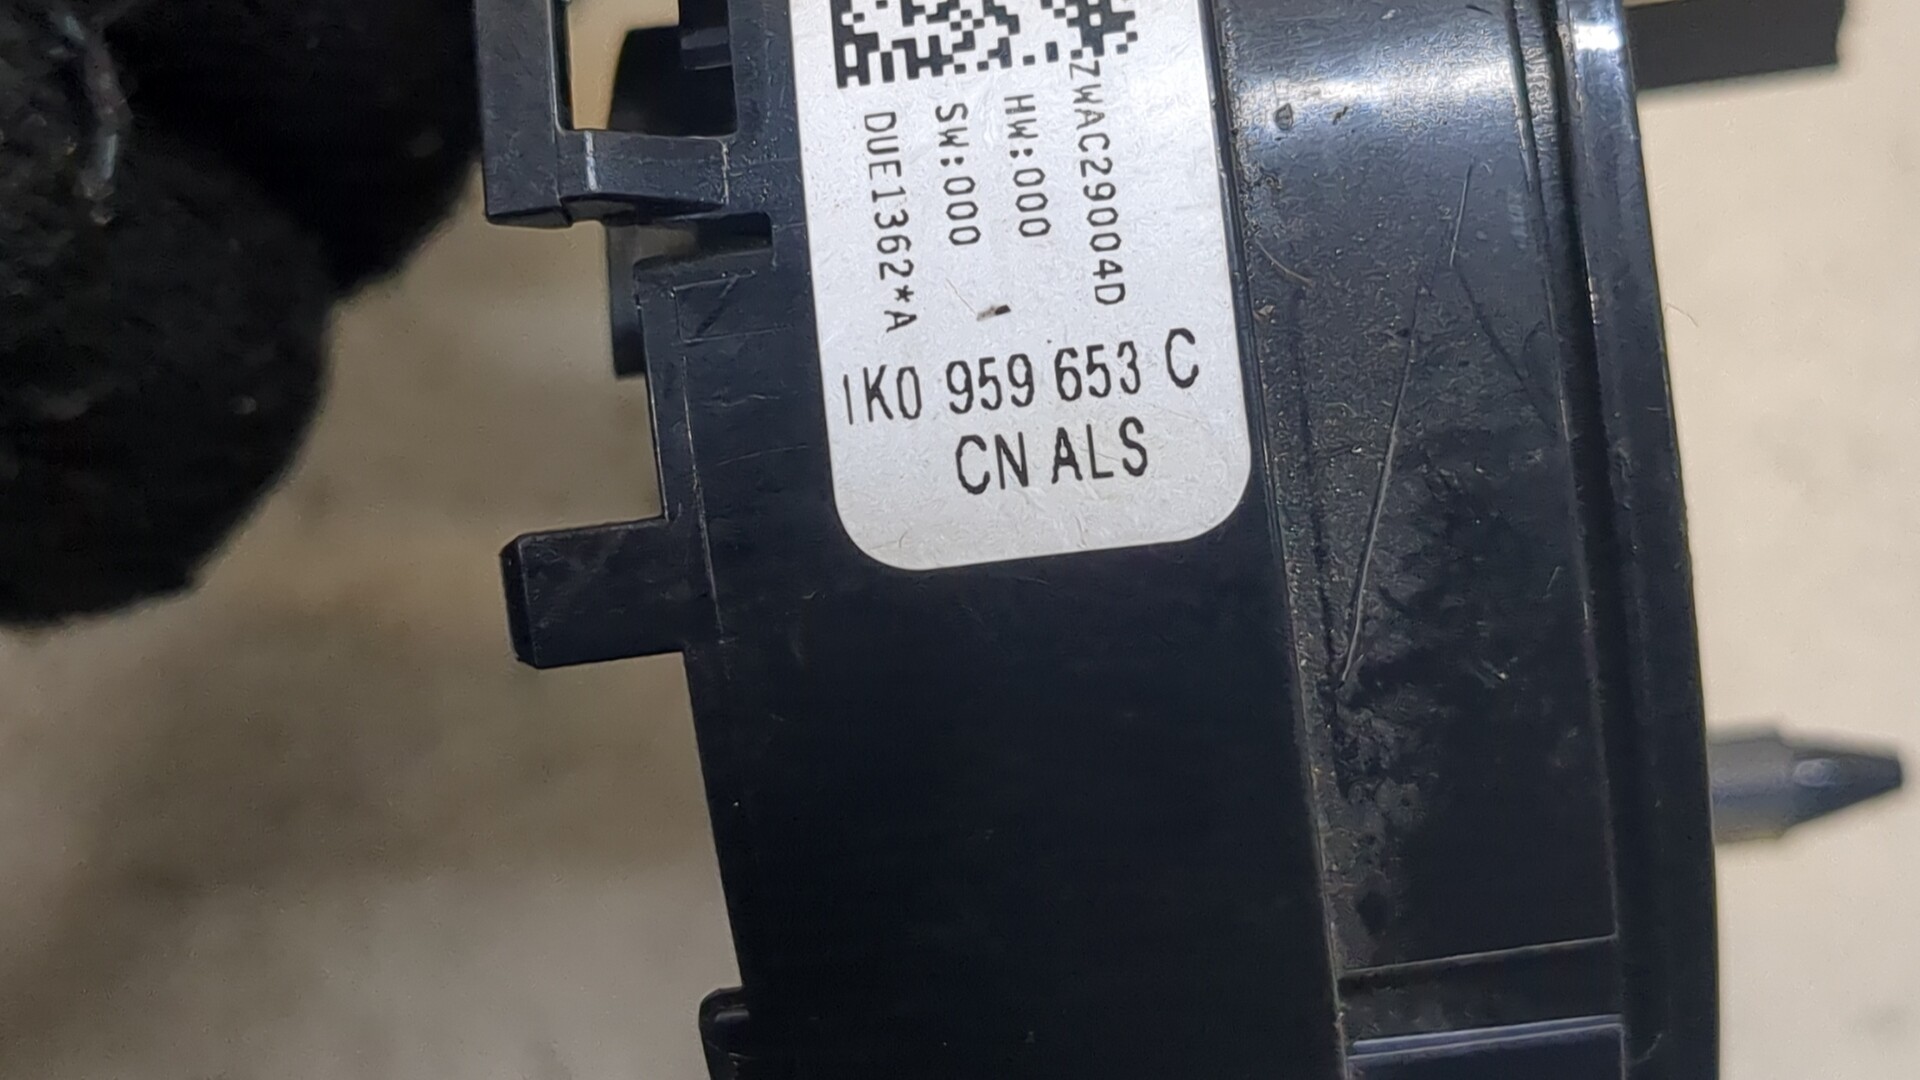 ZWAC29004D
HW:000
SW:000
DUE1362*A
1K0 959 653 C
CN ALS